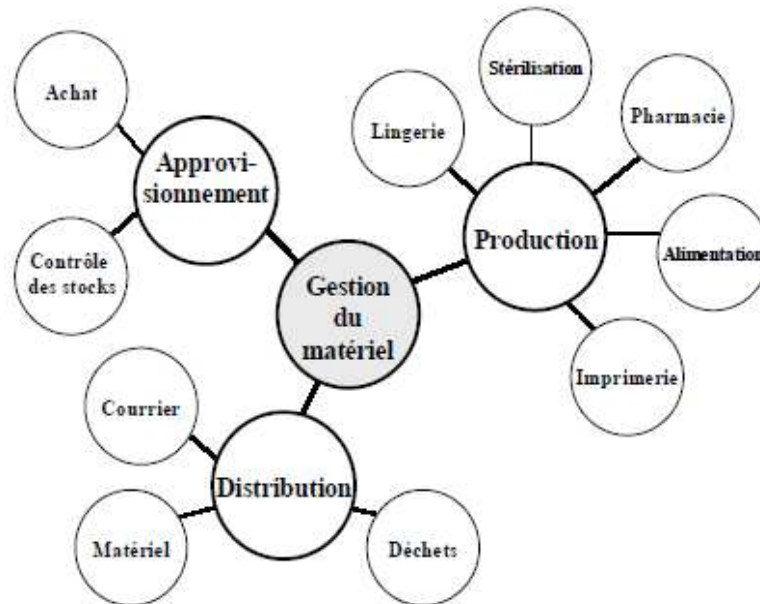 Achat
Approvi-
sionnement
Contrôle
des stocks
Gestion
du
matériel
Stérilisation
Lingerie
Pharmacie
Production
Alimentation
Imprimerie
Courrier
Distribution
Matériel
Déchets